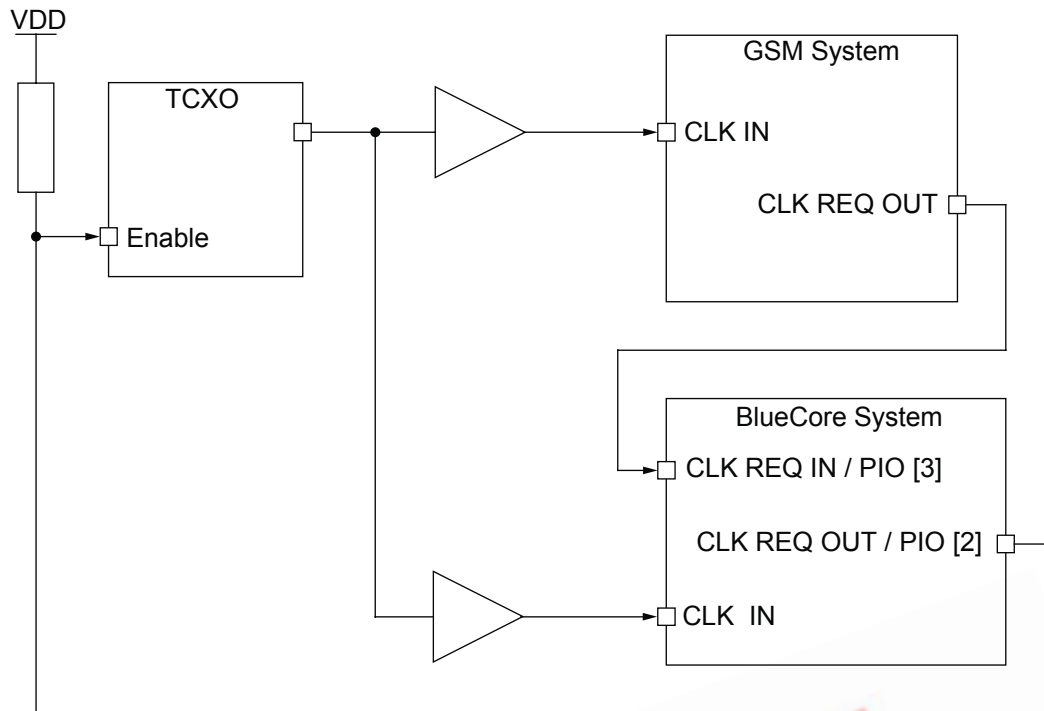 VDD
TCXO
Enable
GSM System
CLK IN
CLK REQ OUT
BlueCore System
CLK REQ IN / PIO [3]
CLK REQ OUT / PIO [2]
CLK IN